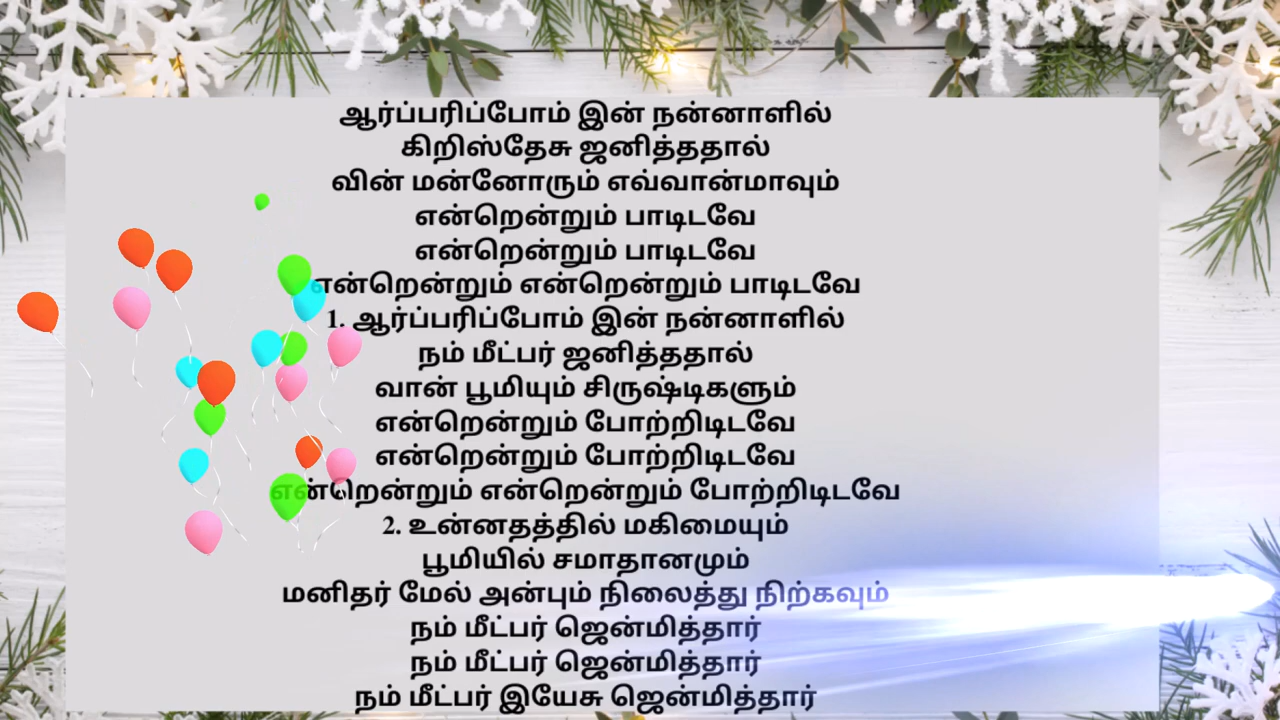 ஆர்ப்பரிப்போம் இன் நன்னாளில்
கிறிஸ்தேசு ஜனித்ததால்
வின் மன்னோரும் எவ்வான்மாவும்
என்றென்றும் பாடிடவே
என்றென்றும் பாடிடவே
என்றென்றும் என்றென்றும் பாடிடவே
1. ஆர்ப்பரிப்போம் இன் நன்னாளில்
நம் மீட்பர் ஜனித்ததால்
வான் பூமியும் சிருஷ்டிகளும்
என்றென்றும் போற்றிடிடவே
என்றென்றும் போற்றிடிடவே
என்றென்றும் என்றென்றும் போற்றிடிடவே
2. உன்னதத்தில் மகிமையும்
பூமியில் சமாதானமும்
மனிதர் மேல் அன்பும் நிலைத்து நிற்கவும்
நம் மீட்பர் ஜென்மித்தார்
நம் மீட்பர் ஜென்மித்தார்
நம் மீட்பர் இயேசு ஜென்மித்தார்